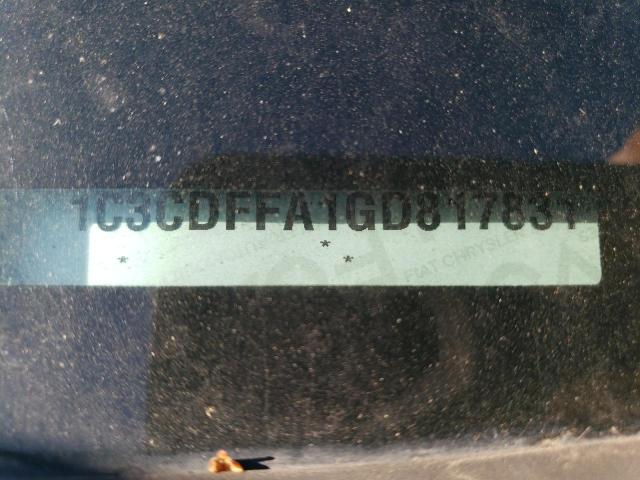 1C3CDFFA1GD817831
* * *
FIAT CHRYSLER